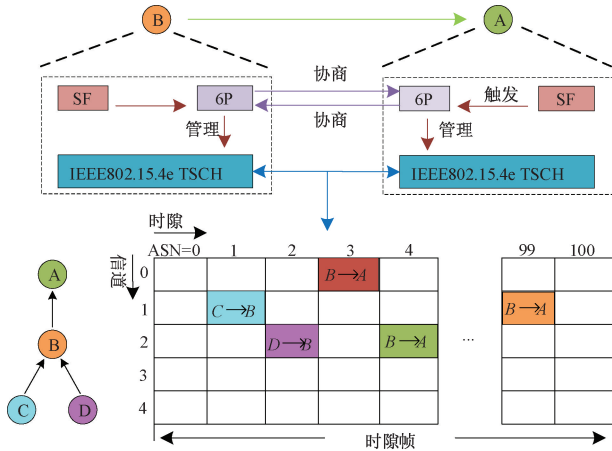 B A
SF 6P 协商 6P 触发 SF
管理 协商 管理
IEEE802.15.4e TSCH IEEE802.15.4e TSCH
时隙
ASN=0 1 2 3 4 99 100
信道
0 B→A
A
1 C→B B→A
B 2 D→B B→A ...
3
C D 4
时隙帧